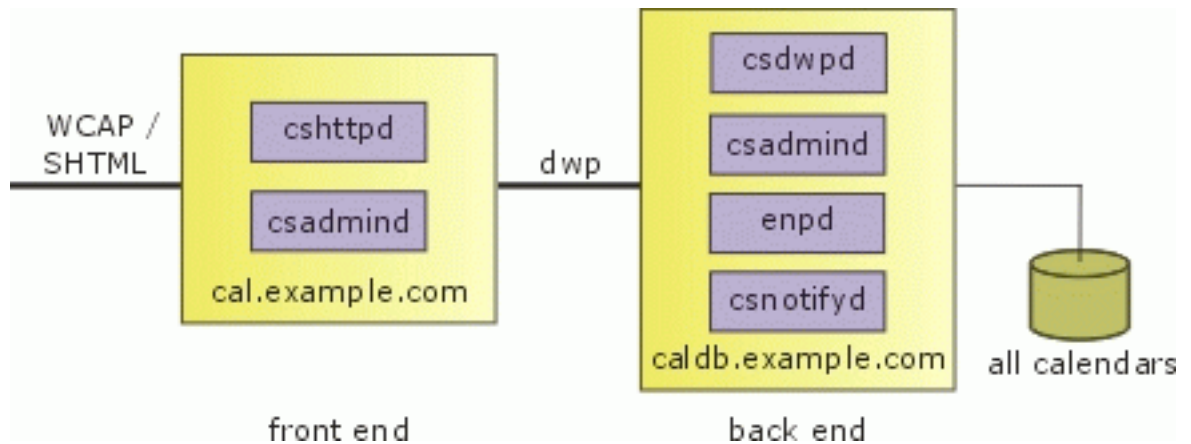 WCAP /
SHTML
cshttpd
csadmind
cal.example.com
front end
dwp
csdwpd
csadmind
enpd
csnotifyd
caldb.example.com
back end
all calendars